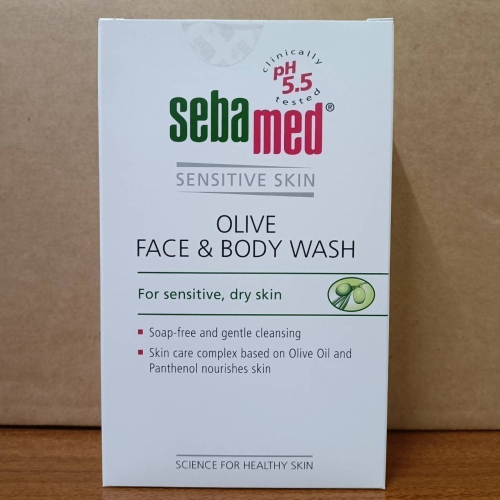 clinically
pH
5.5
tested
sebamed®
SENSITIVE SKIN
OLIVE
FACE & BODY WASH
For sensitive, dry skin
▪ Soap-free and gentle cleansing
▪ Skin care complex based on Olive Oil and
Panthenol nourishes skin
SCIENCE FOR HEALTHY SKIN